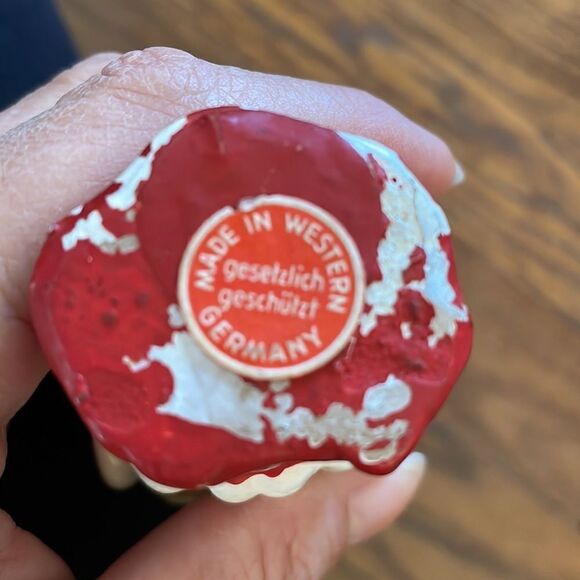 MADE IN WESTERN
gesetzlich
geschützt
GERMANY